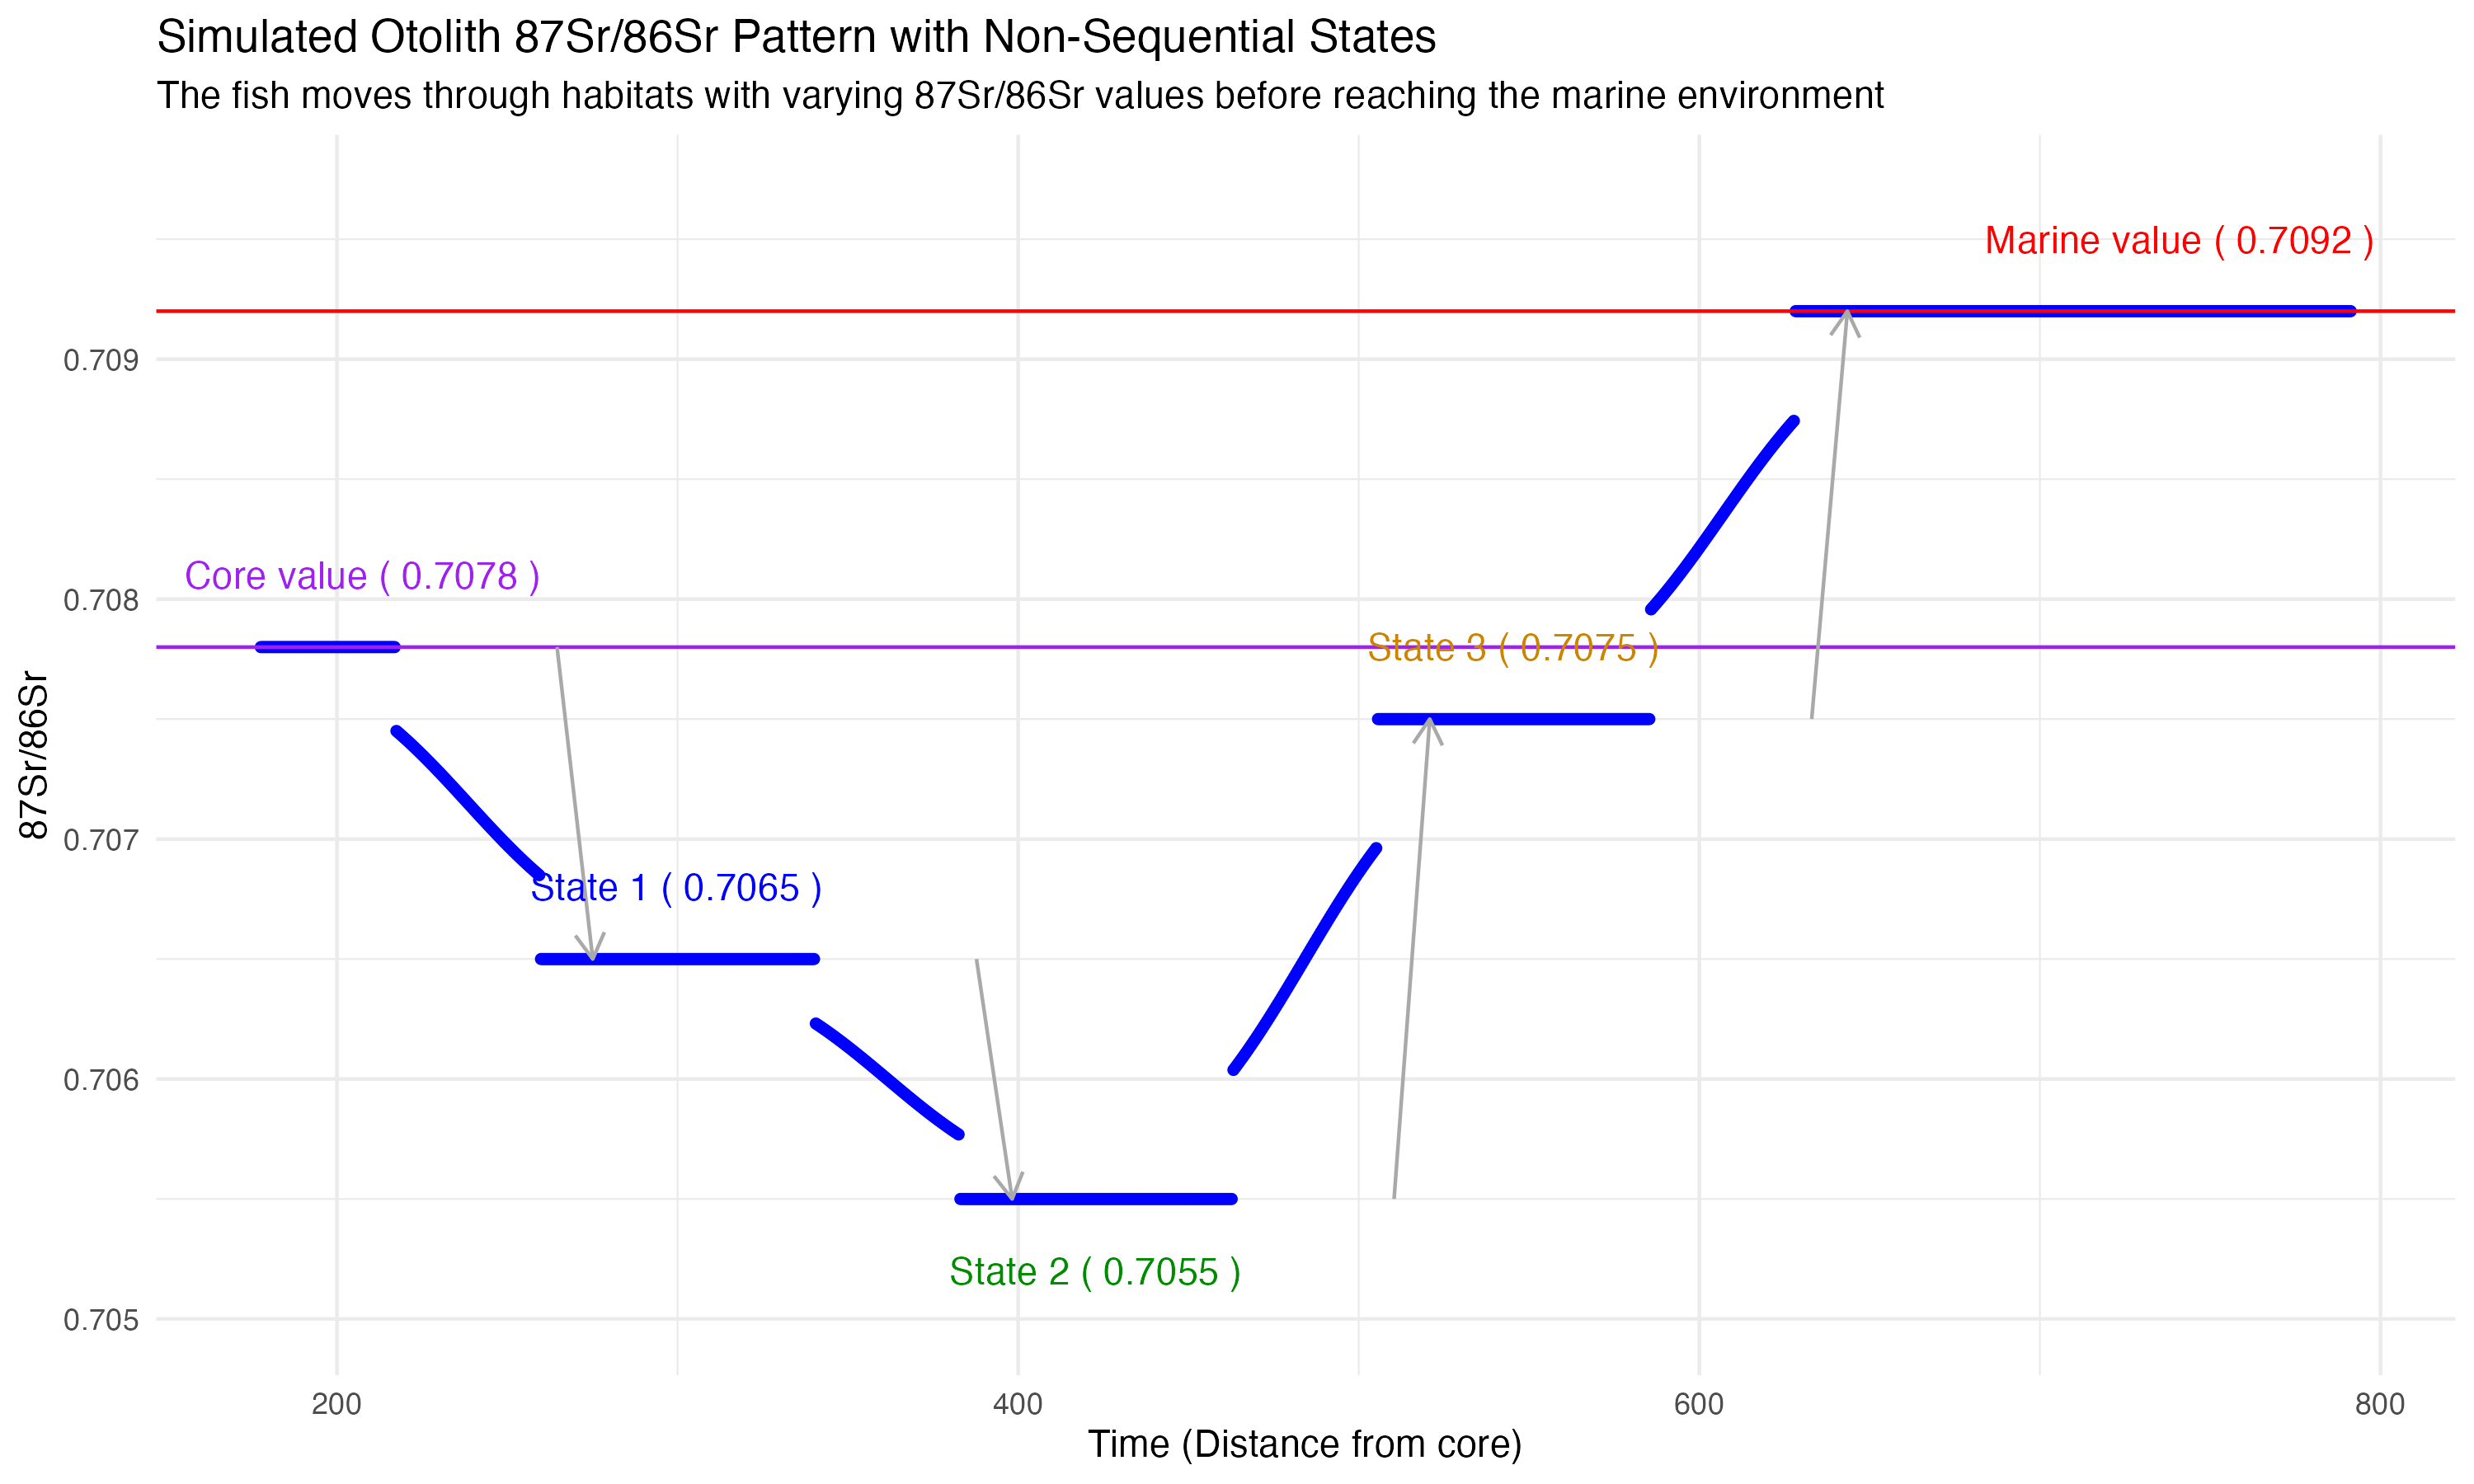 Simulated Otolith 87Sr/86Sr Pattern with Non-Sequential States
The fish moves through habitats with varying 87Sr/86Sr values before reaching the marine environment
Marine value ( 0.7092 )
0.709
Core value ( 0.7078 )
0.708
State 3 ( 0.7075 )
87Sr/86Sr
0.707
State 1 ( 0.7065 )
0.706
State 2 ( 0.7055 )
0.705
200
400
600
800
Time (Distance from core)